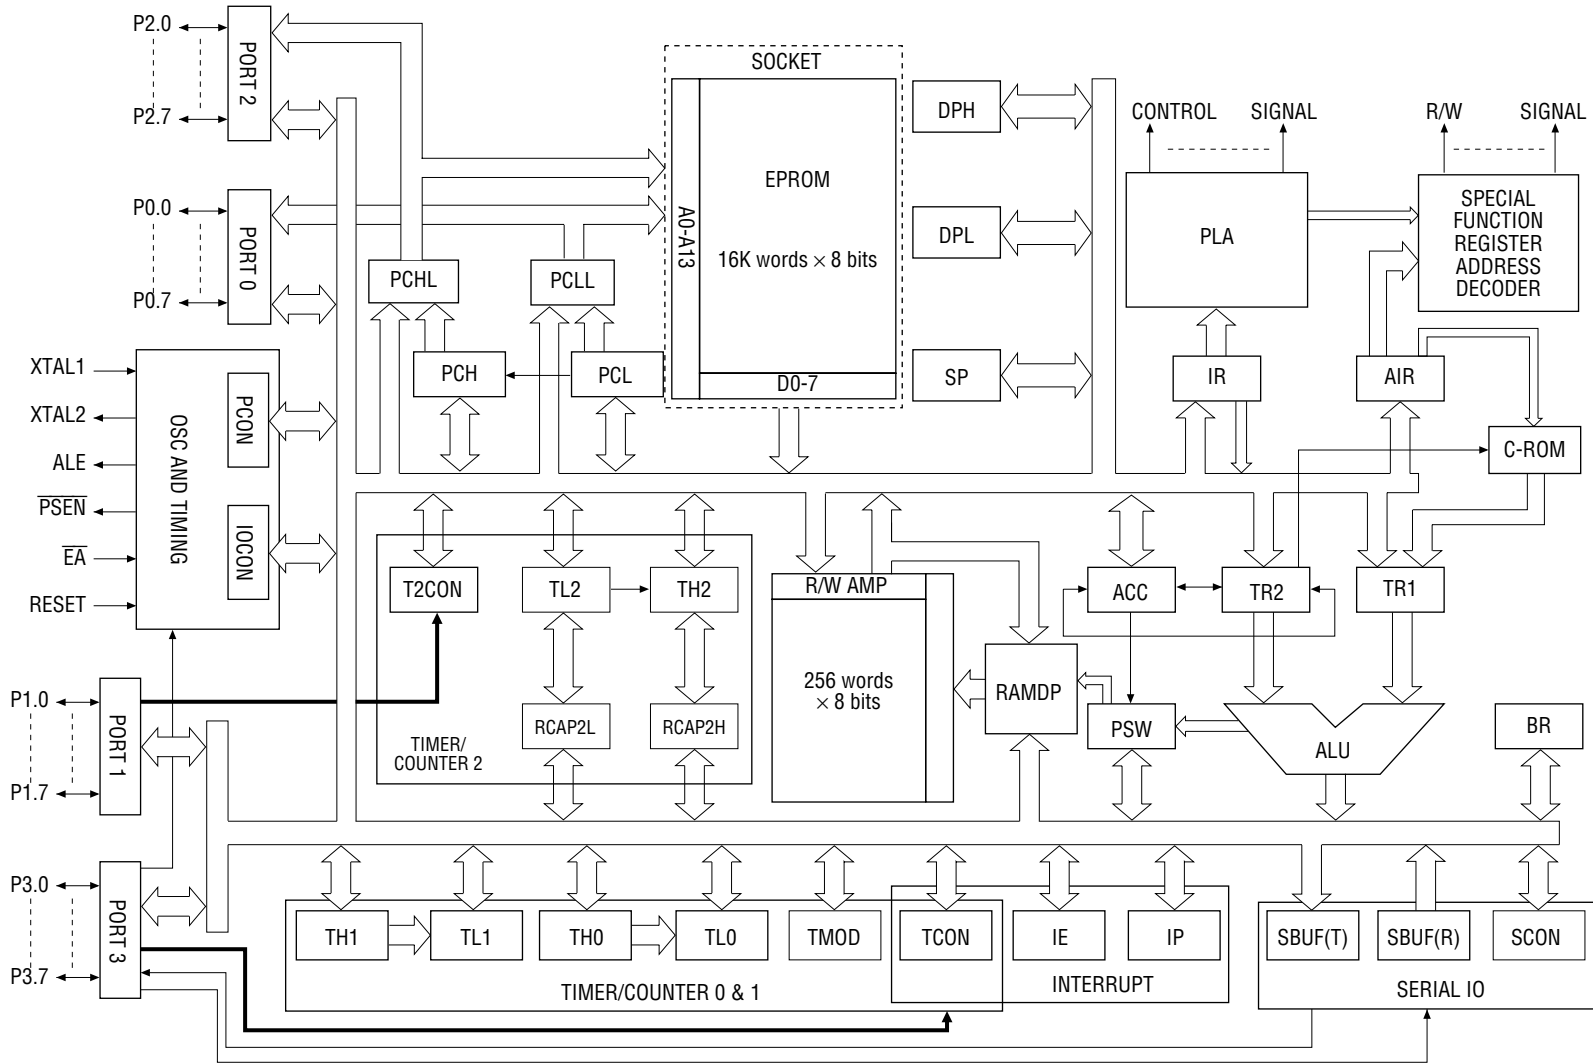 P2.0
P2.7
PORT 2
P0.0
P0.7
PORT 0
XTAL1
XTAL2
ALE
PSEN
EA
RESET
OSC AND TIMING
PCON
IOCON
P1.0
P1.7
PORT 1
P3.0
P3.7
PORT 3
PCHL
PCLL
PCH
PCL
SOCKET
A0-A13
EPROM
16K words × 8 bits
D0-7
DPH
DPL
SP
CONTROL
SIGNAL
PLA
R/W
SIGNAL
SPECIAL
FUNCTION
REGISTER
ADDRESS
DECODER
IR
AIR
C-ROM
T2CON
TL2
TH2
RCAP2L
RCAP2H
TIMER/
COUNTER 2
R/W AMP
256 words
× 8 bits
RAMDP
ACC
TR2
TR1
PSW
ALU
BR
TH1
TL1
TH0
TL0
TMOD
TCON
IE
IP
TIMER/COUNTER 0 & 1
INTERRUPT
SBUF(T)
SBUF(R)
SCON
SERIAL IO